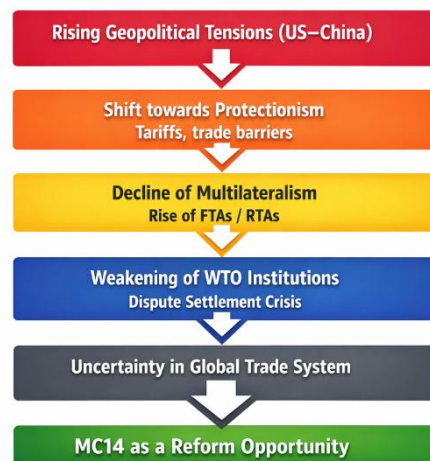 Rising Geopolitical Tensions (US–China)
Shift towards Protectionism
Tariffs, trade barriers
Decline of Multilateralism
Rise of FTAs / RTAs
Weakening of WTO Institutions
Dispute Settlement Crisis
Uncertainty in Global Trade System
MC14 as a Reform Opportunity